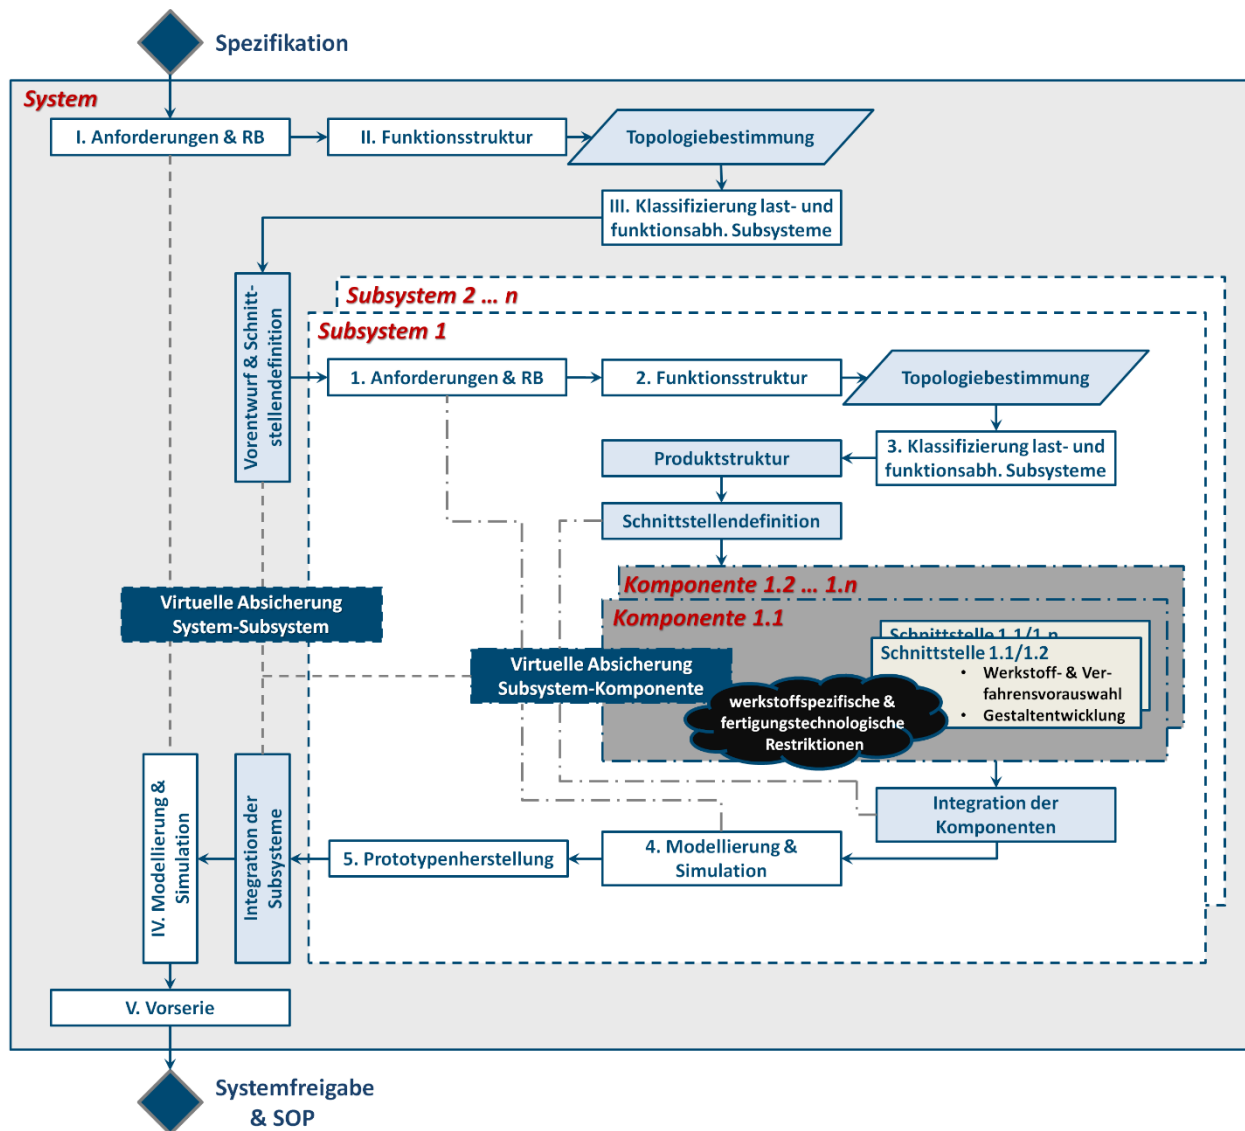 Spezifikation
System
I. Anforderungen & RB
II. Funktionsstruktur
Topologiebestimmung
III. Klassifizierung last- und
funktionsabh. Subsysteme
Vorentwurf & Schnitt-
stellendefinition
Subsystem 2 ... n
Subsystem 1
1. Anforderungen & RB
2. Funktionsstruktur
Topologiebestimmung
3. Klassifizierung last- und
funktionsabh. Subsysteme
Produktstruktur
Schnittstellendefinition
Komponente 1.2 ... 1.n
Komponente 1.1
Virtuelle Absicherung
System-Subsystem
Virtuelle Absicherung
Subsystem-Komponente
Schnittstelle 1.1/1.n
Schnittstelle 1.1/1.2
• Werkstoff- & Ver-
fahrensvorauswahl
• Gestaltentwicklung
werkstoffspezifische &
fertigungstechnologische
Restriktionen
Integration der
Komponenten
4. Modellierung &
Simulation
5. Prototypenherstellung
Integration der
Subsysteme
IV. Modellierung &
Simulation
V. Vorserie
Systemfreigabe
& SOP